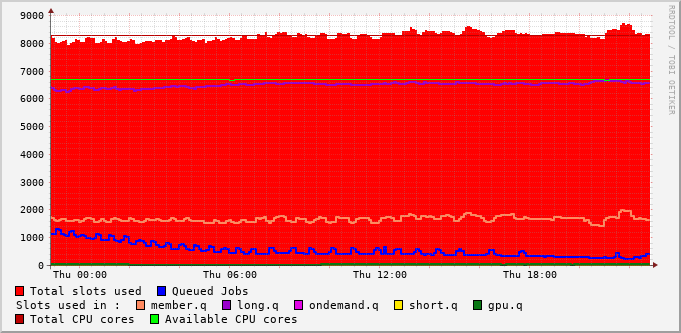 9000
8000
7000
6000
5000
4000
3000
2000
1000
0
Thu 00:00 Thu 06:00 Thu 12:00 Thu 18:00
RRDTOOL / TOBI OETIKER
Total slots used Queued Jobs
Slots used in : member.q long.q ondemand.q short.q gpu.q
Total CPU cores Available CPU cores